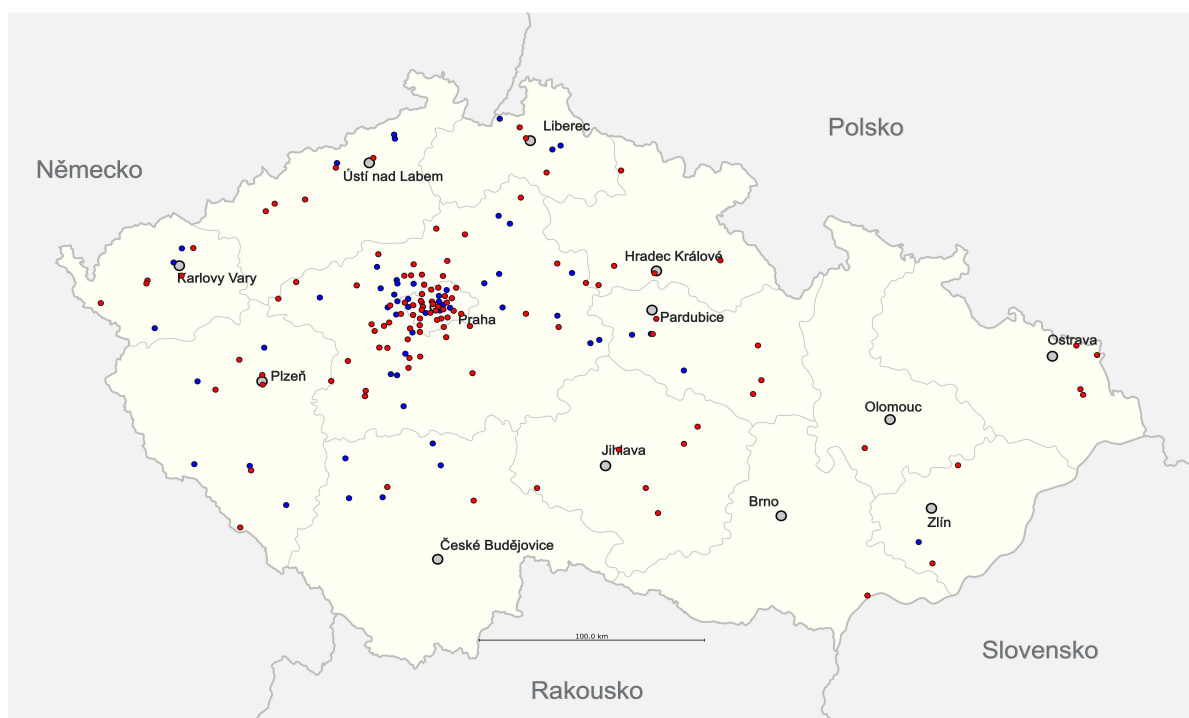 Polsko
Liberec
Německo
Ústí nad Labem
Hradec Králové
Karlovy Vary
Pardubice
Praha
Ostrava
Plzeň
Olomouc
Jihlava
Brno
Zlín
České Budějovice
100.0 km
Slovensko
Rakousko